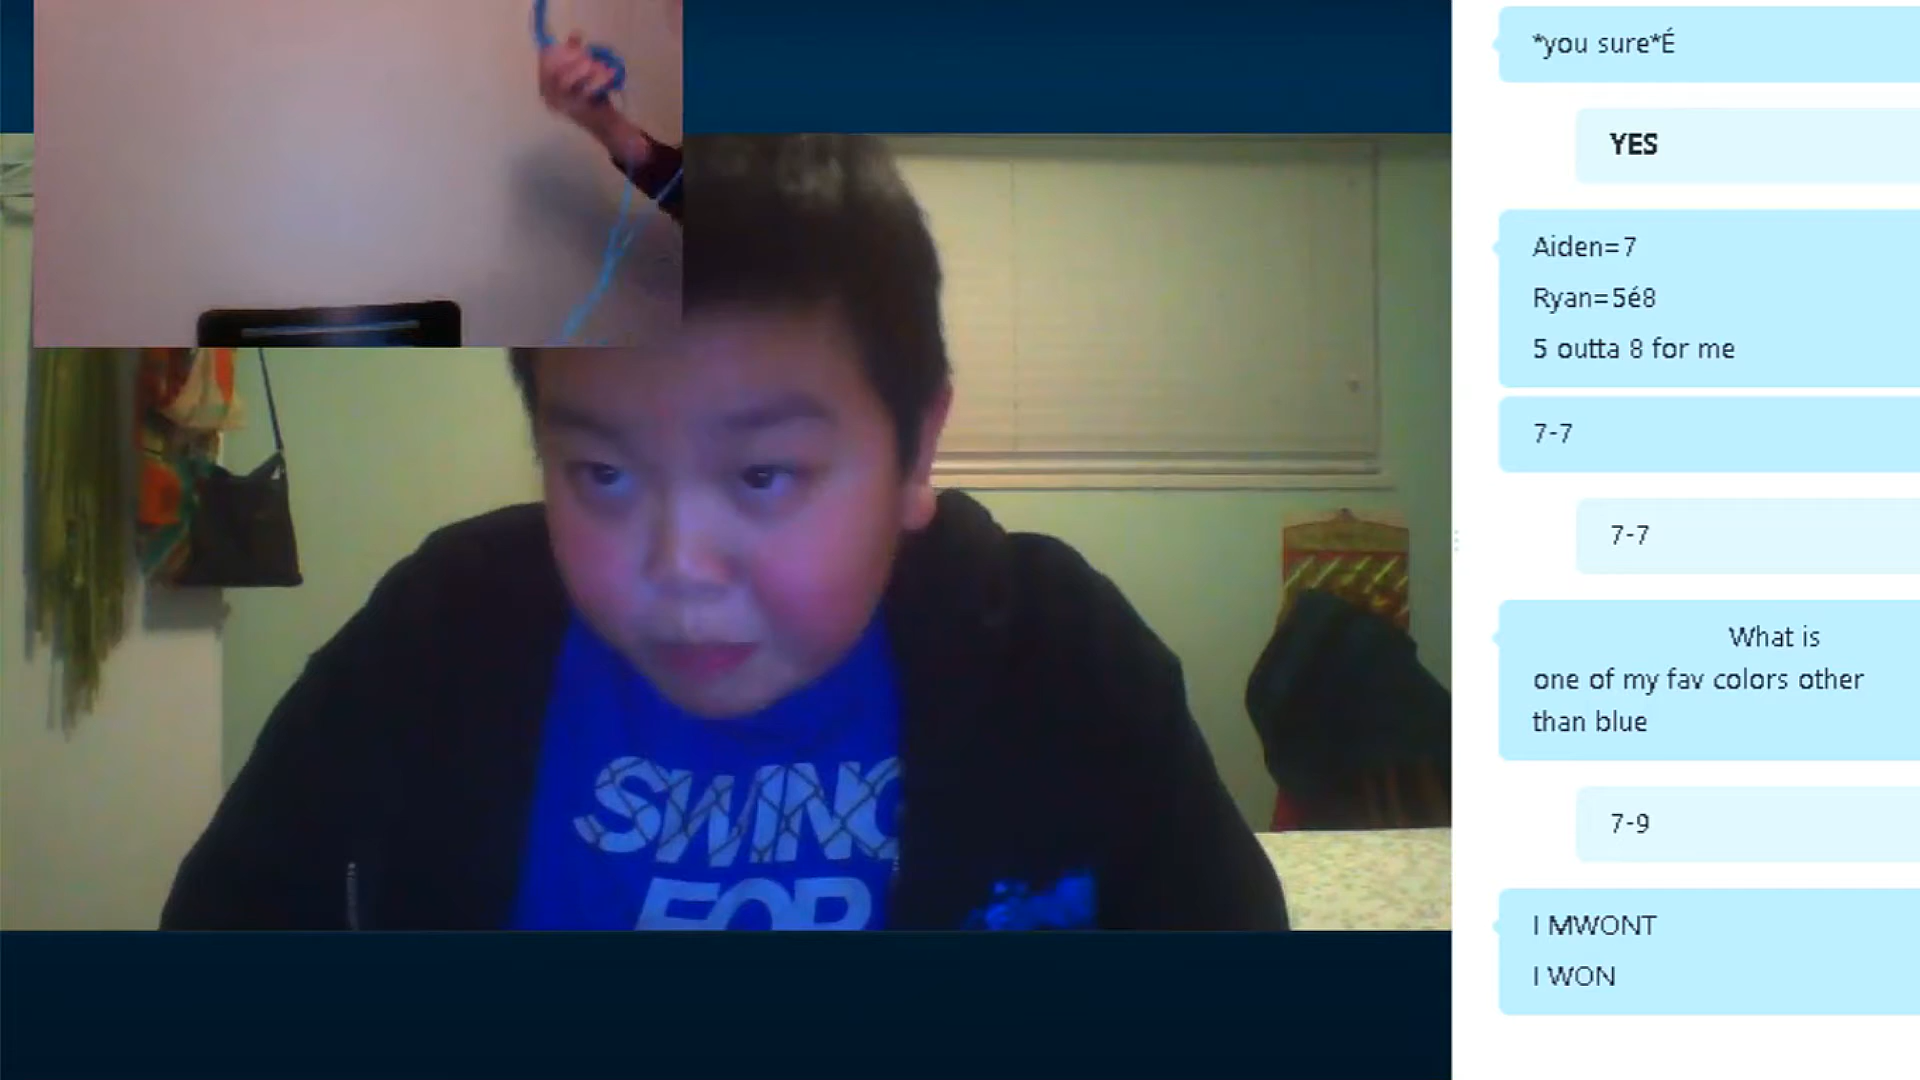 *you sure*É
YES
Aiden=7
Ryan=5é8
5 outta 8 for me
7-7
7-7
What is
one of my fav colors other
than blue
7-9
I MWONT
I WON
SWING
FOR